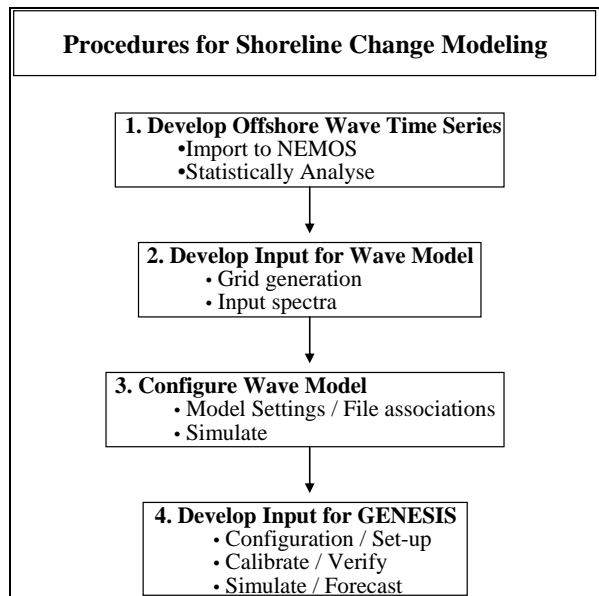 Procedures for Shoreline Change Modeling
1. Develop Offshore Wave Time Series
•Import to NEMOS
•Statistically Analyse
2. Develop Input for Wave Model
• Grid generation
• Input spectra
3. Configure Wave Model
• Model Settings / File associations
• Simulate
4. Develop Input for GENESIS
• Configuration / Set-up
• Calibrate / Verify
• Simulate / Forecast